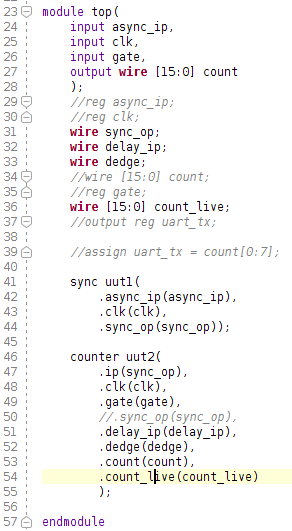 23 module top(
24 input async_ip,
25 input clk,
26 input gate,
27 output wire [15:0] count
28 );
29 //reg async_ip;
30 //reg clk;
31 wire sync_op;
32 wire delay_ip;
33 wire dedge;
34 //wire [15:0] count;
35 //reg gate;
36 wire [15:0] count_live;
37 //output reg uart_tx;
38
39 //assign uart_tx = count[0:7];
40
41 sync uut1(
42 .async_ip(async_ip),
43 .clk(clk),
44 .sync_op(sync_op));
45
46 counter uut2(
47 .ip(sync_op),
48 .clk(clk),
49 .gate(gate),
50 //.sync_op(sync_op),
51 .delay_ip(delay_ip),
52 .dedge(dedge),
53 .count(count),
54 .count_live(count_live)
55 );
56
57 endmodule